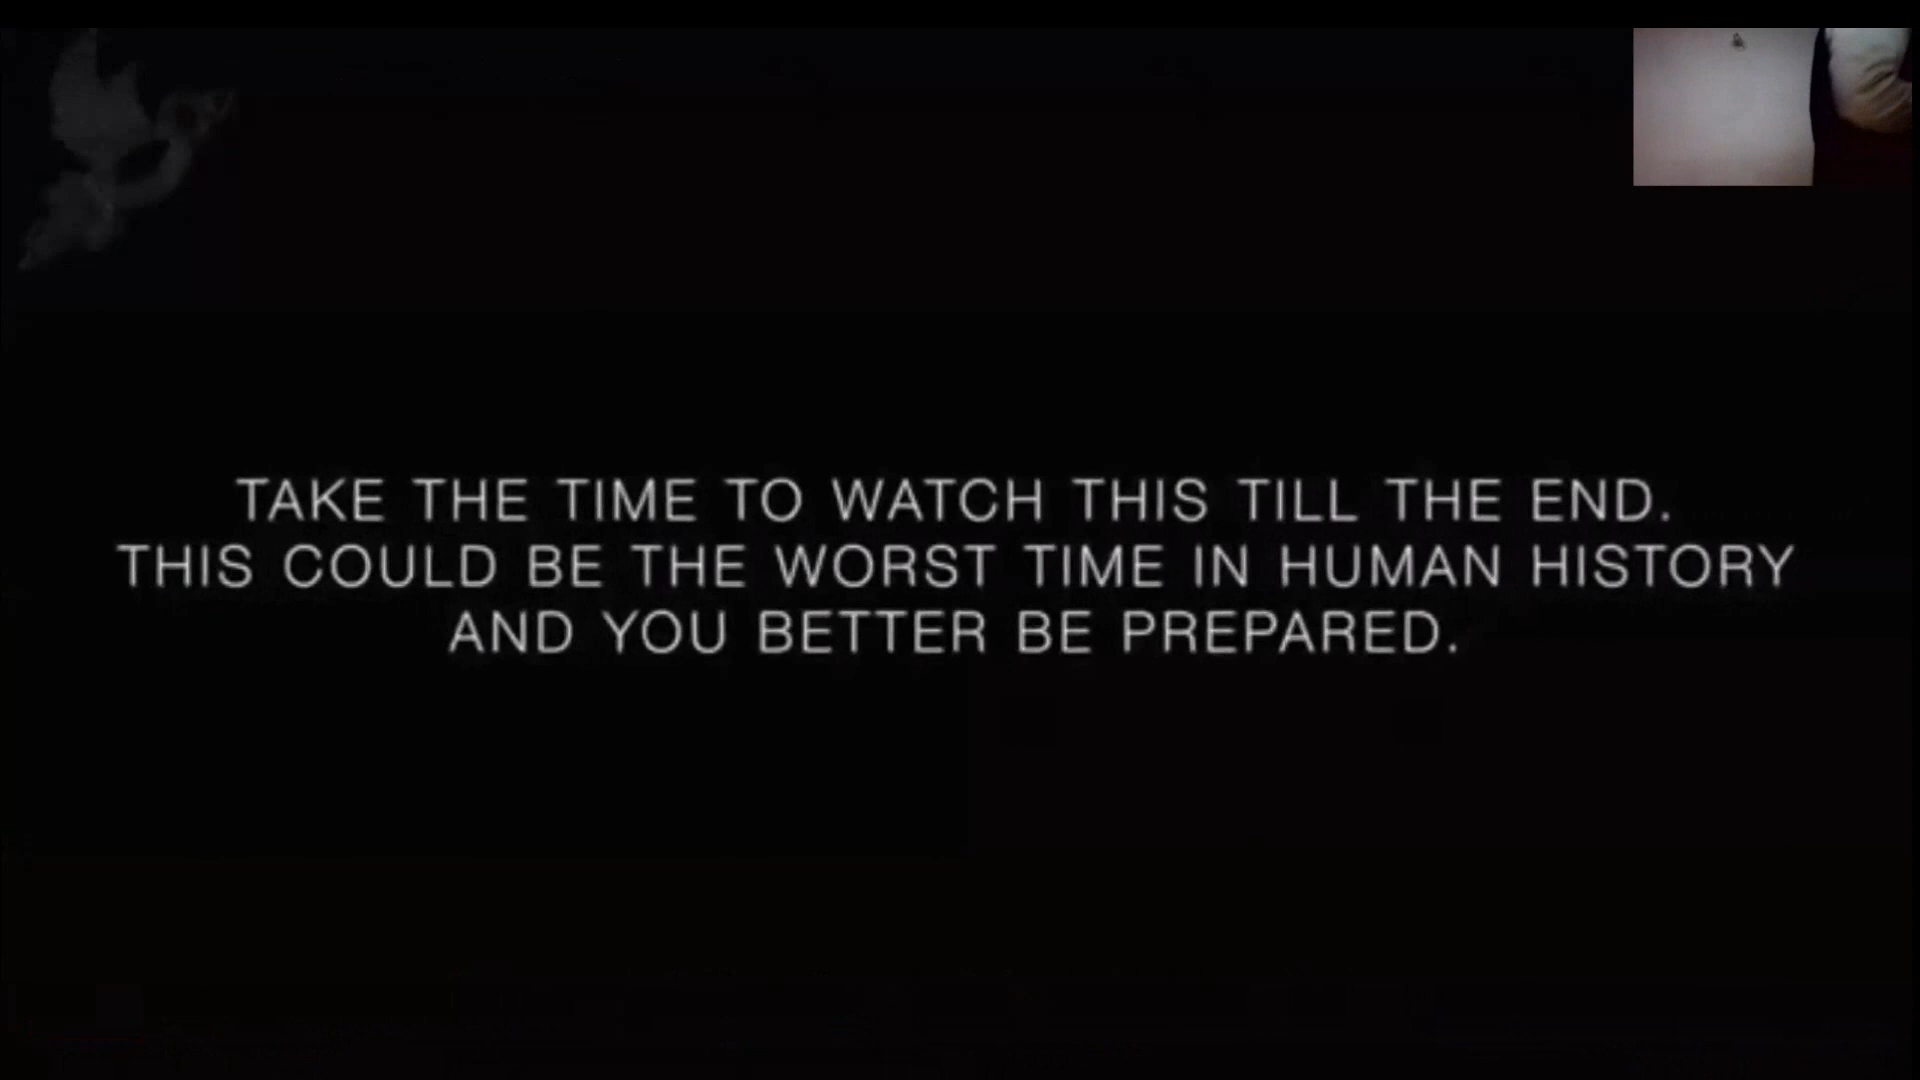 TAKE THE TIME TO WATCH THIS TILL THE END.
THIS COULD BE THE WORST TIME IN HUMAN HISTORY
AND YOU BETTER BE PREPARED.